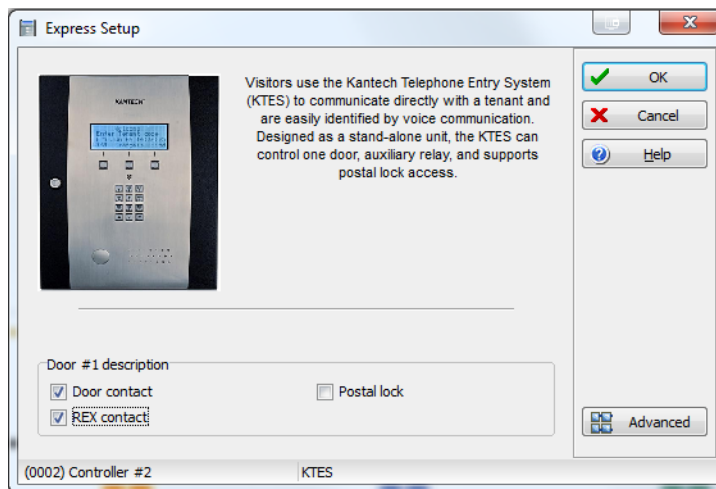 Express Setup
KANTECH
Enter Tenant code
Visitors use the Kantech Telephone Entry System
(KTES) to communicate directly with a tenant and
are easily identified by voice communication.
Designed as a stand-alone unit, the KTES can
control one door, auxiliary relay, and supports
postal lock access.
OK
Cancel
Help
Door #1 description
Door contact
Postal lock
REX contact
Advanced
(0002) Controller #2
KTES